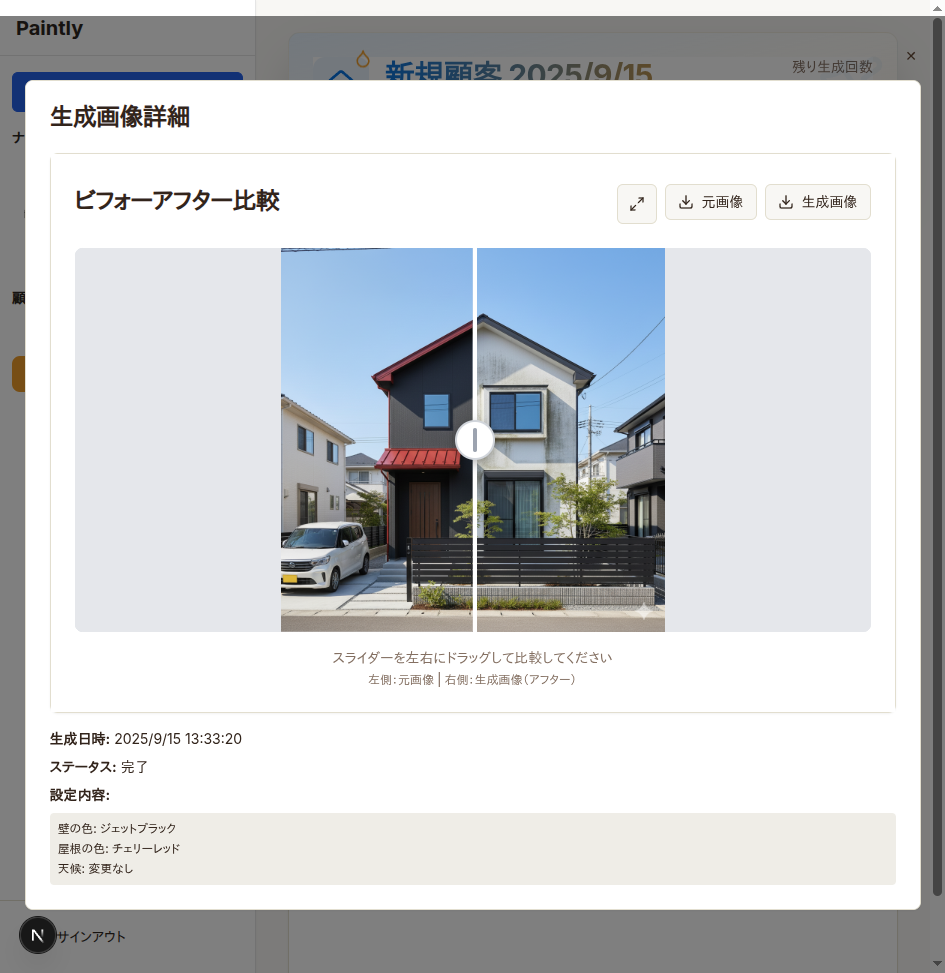 Paintly
新規顧客 2025/9/15
残り生成回数
ナ
顧
生成画像詳細
ビフォーアフター比較
元画像
生成画像
スライダーを左右にドラッグして比較してください
左側:元画像 | 右側:生成画像(アフター)
生成日時: 2025/9/15 13:33:20
ステータス: 完了
設定内容:
壁の色: ジェットブラック
屋根の色: チェリーレッド
天候: 変更なし
N
サインアウト